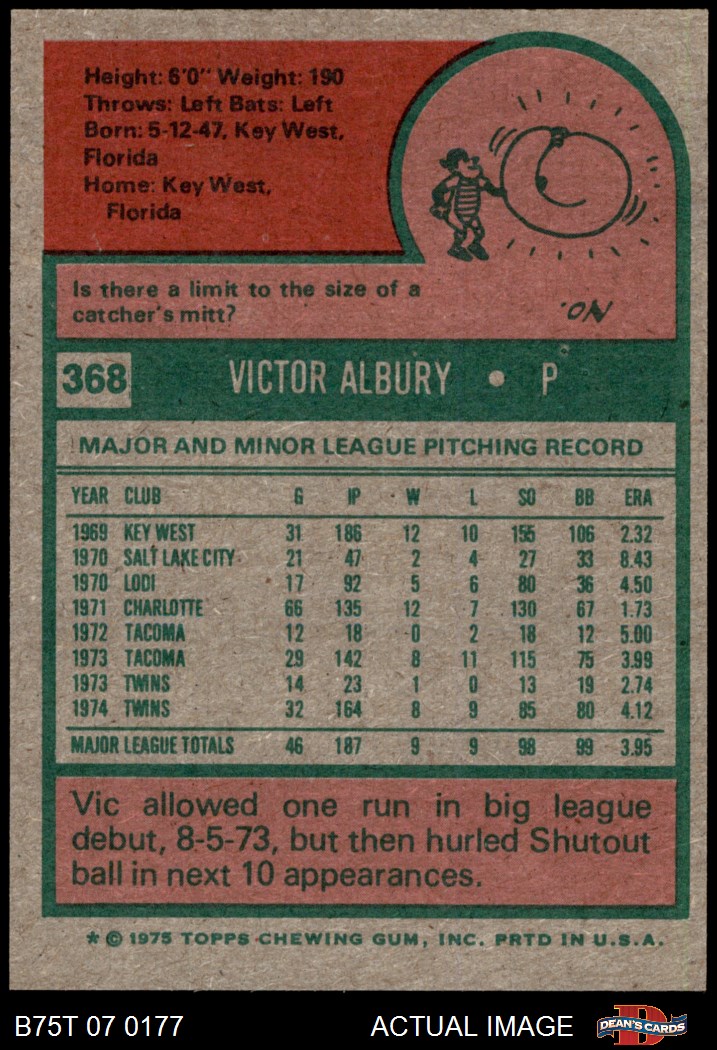 Height: 6'0" Weight: 190
Throws: Left Bats: Left
Born: 5-12-47, Key West,
Florida
Home: Key West,
Florida
Is there a limit to the size of a
catcher's mitt?
NO.
368 VICTOR ALBURY • P
MAJOR AND MINOR LEAGUE PITCHING RECORD
YEAR CLUB G IP W L SO BB ERA
1969 KEY WEST 31 186 12 10 155 106 2.32
1970 SALT LAKE CITY 21 47 2 4 27 33 8.43
1970 LODI 17 92 5 6 80 36 4.50
1971 CHARLOTTE 66 135 12 7 130 67 1.73
1972 TACOMA 12 18 0 2 18 12 5.00
1973 TACOMA 29 142 8 11 115 75 3.99
1973 TWINS 14 23 1 0 13 19 2.74
1974 TWINS 32 164 8 9 85 80 4.12
MAJOR LEAGUE TOTALS 46 187 9 9 98 99 3.95
Vic allowed one run in big league
debut, 8-5-73, but then hurled Shutout
ball in next 10 appearances.
* © 1975 TOPPS CHEWING GUM, INC. PRTD IN U.S.A.
B75T 07 0177 ACTUAL IMAGE D DEAN'S CARDS